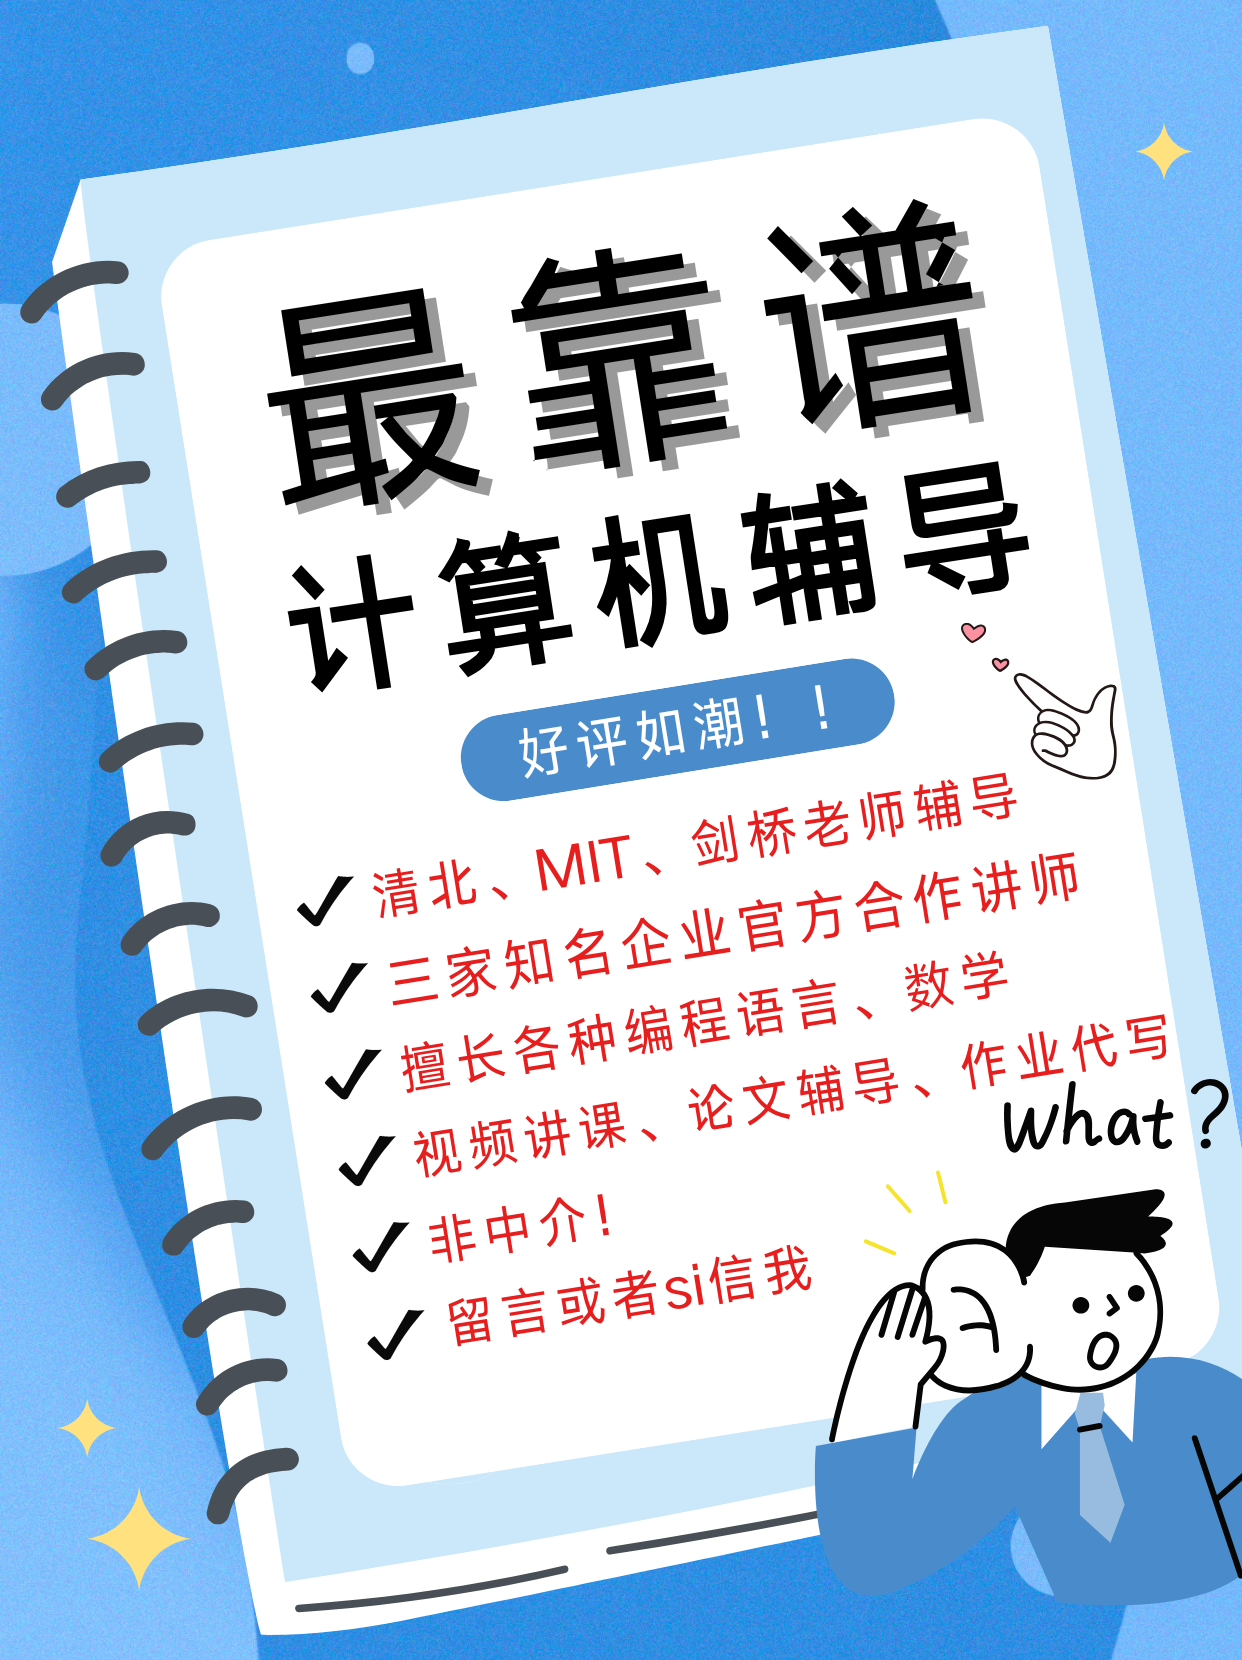 最靠谱
计算机辅导
好评如潮！！
清北、MIT、剑桥老师辅导
三家知名企业官方合作讲师
擅长各种编程语言、数学
视频讲课、论文辅导、作业代写
非中介！
留言或者si信我
What?